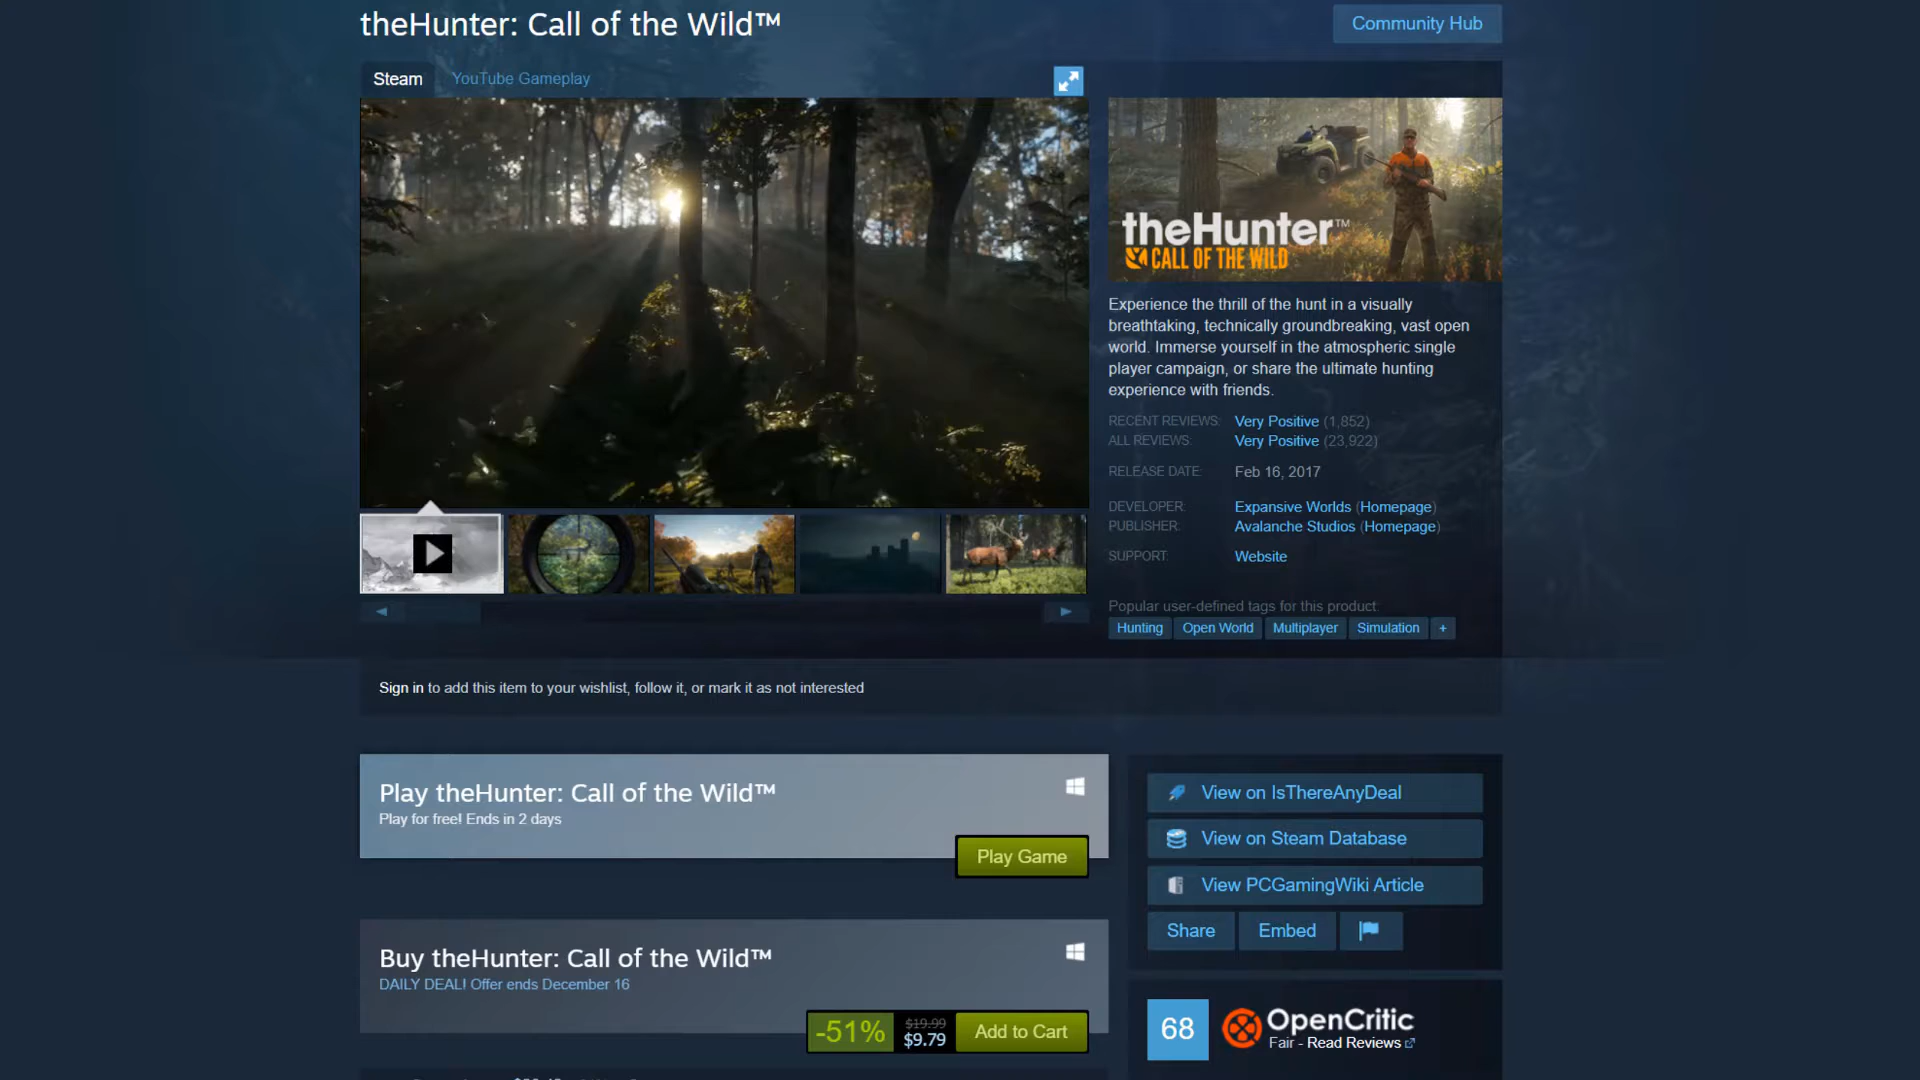 theHunter: Call of the Wild™
Community Hub
Steam
YouTube Gameplay
theHunter™
CALL OF THE WILD
Experience the thrill of the hunt in a visually
breathtaking, technically groundbreaking, vast open
world. Immerse yourself in the atmospheric single
player campaign, or share the ultimate hunting
experience with friends.
RECENT REVIEWS: Very Positive (1,852)
ALL REVIEWS: Very Positive (23,922)
RELEASE DATE: Feb 16, 2017
DEVELOPER: Expansive Worlds (Homepage)
PUBLISHER: Avalanche Studios (Homepage)
SUPPORT: Website
Popular user-defined tags for this product:
Hunting Open World Multiplayer Simulation +
Sign in to add this item to your wishlist, follow it, or mark it as not interested
Play theHunter: Call of the Wild™
Play for free! Ends in 2 days
Play Game
Buy theHunter: Call of the Wild™
DAILY DEAL! Offer ends December 16
-51% $19.99 $9.79 Add to Cart
View on IsThereAnyDeal
View on Steam Database
View PCGamingWiki Article
Share Embed
68 OpenCritic
Fair - Read Reviews